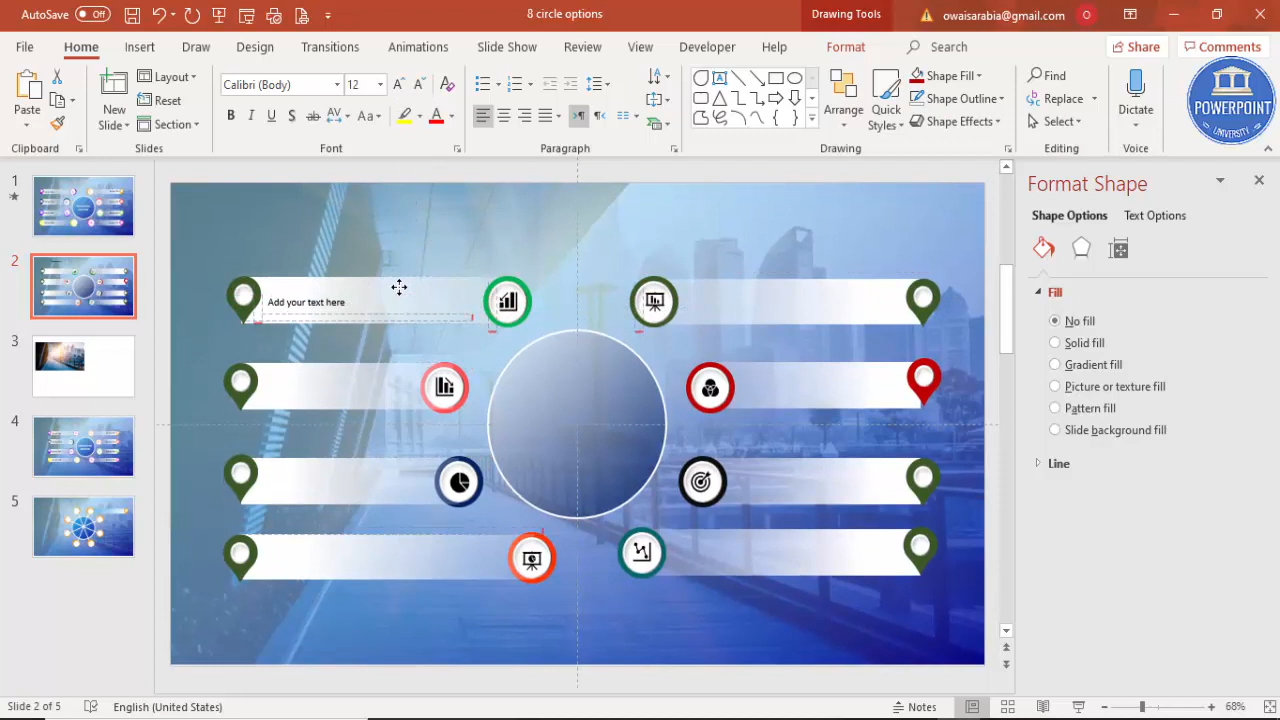 AutoSave Off 8 circle options Drawing Tools owaisarabia@gmail.com O
File Home Insert Draw Design Transitions Animations Slide Show Review View Developer Help Format Search Share Comments
Paste
New Slide
Layout
Reset
Section
Calibri (Body) 12
B I U S ab AV Aa A
Arrange
Quick Styles
Shape Fill
Shape Outline
Shape Effects
Find
Replace
Select
Dictate
POWERPOINT
UNIVERSITY
Clipboard Slides Font Paragraph Drawing Editing Voice
1
2
3
4
5
Add your text here
Format Shape
Shape Options Text Options
Fill
No fill
Solid fill
Gradient fill
Picture or texture fill
Pattern fill
Slide background fill
Line
Slide 2 of 5 English (United States) Notes 68%